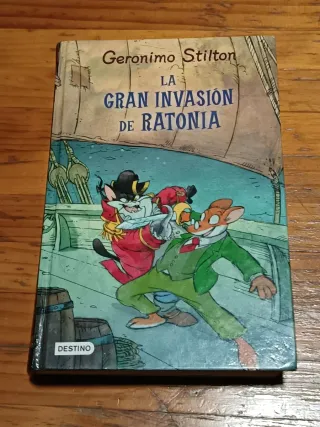 Geronimo Stilton
LA
GRAN INVASIÓN
DE RATONIA
DESTINO